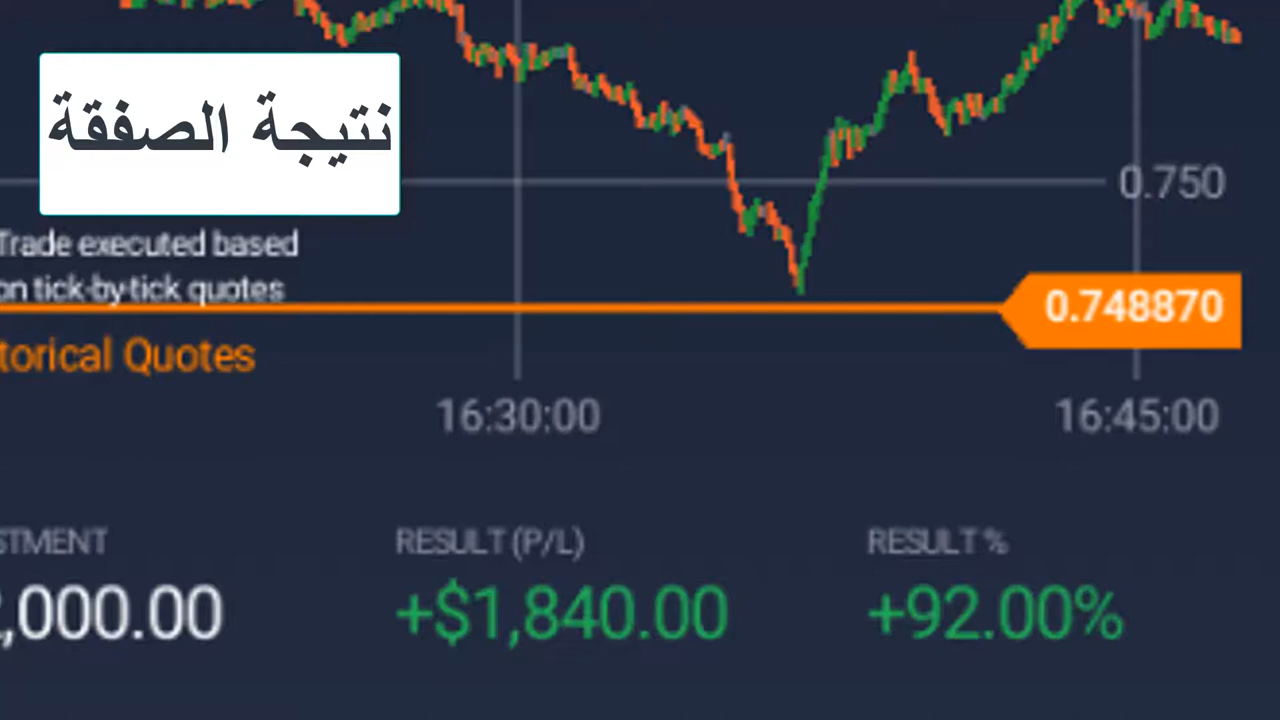 نتيجة الصفقة
0.750
Trade executed based
on tick-by-tick quotes
0.748870
torical Quotes
16:30:00
16:45:00
STMENT
RESULT (P/L)
RESULT %
,000.00
+$1,840.00
+92.00%